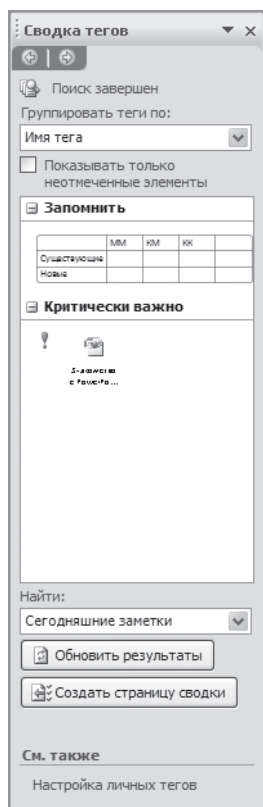 Сводка тегов
Поиск завершен
Группировать теги по:
Имя тега
Показывать только
неотмеченные элементы
Запомнить
ММ КМ КК
Существующие
Новые
Критически важно
Найти:
Сегодняшние заметки
Обновить результаты
Создать страницу сводки
См. также
Настройка личных тегов